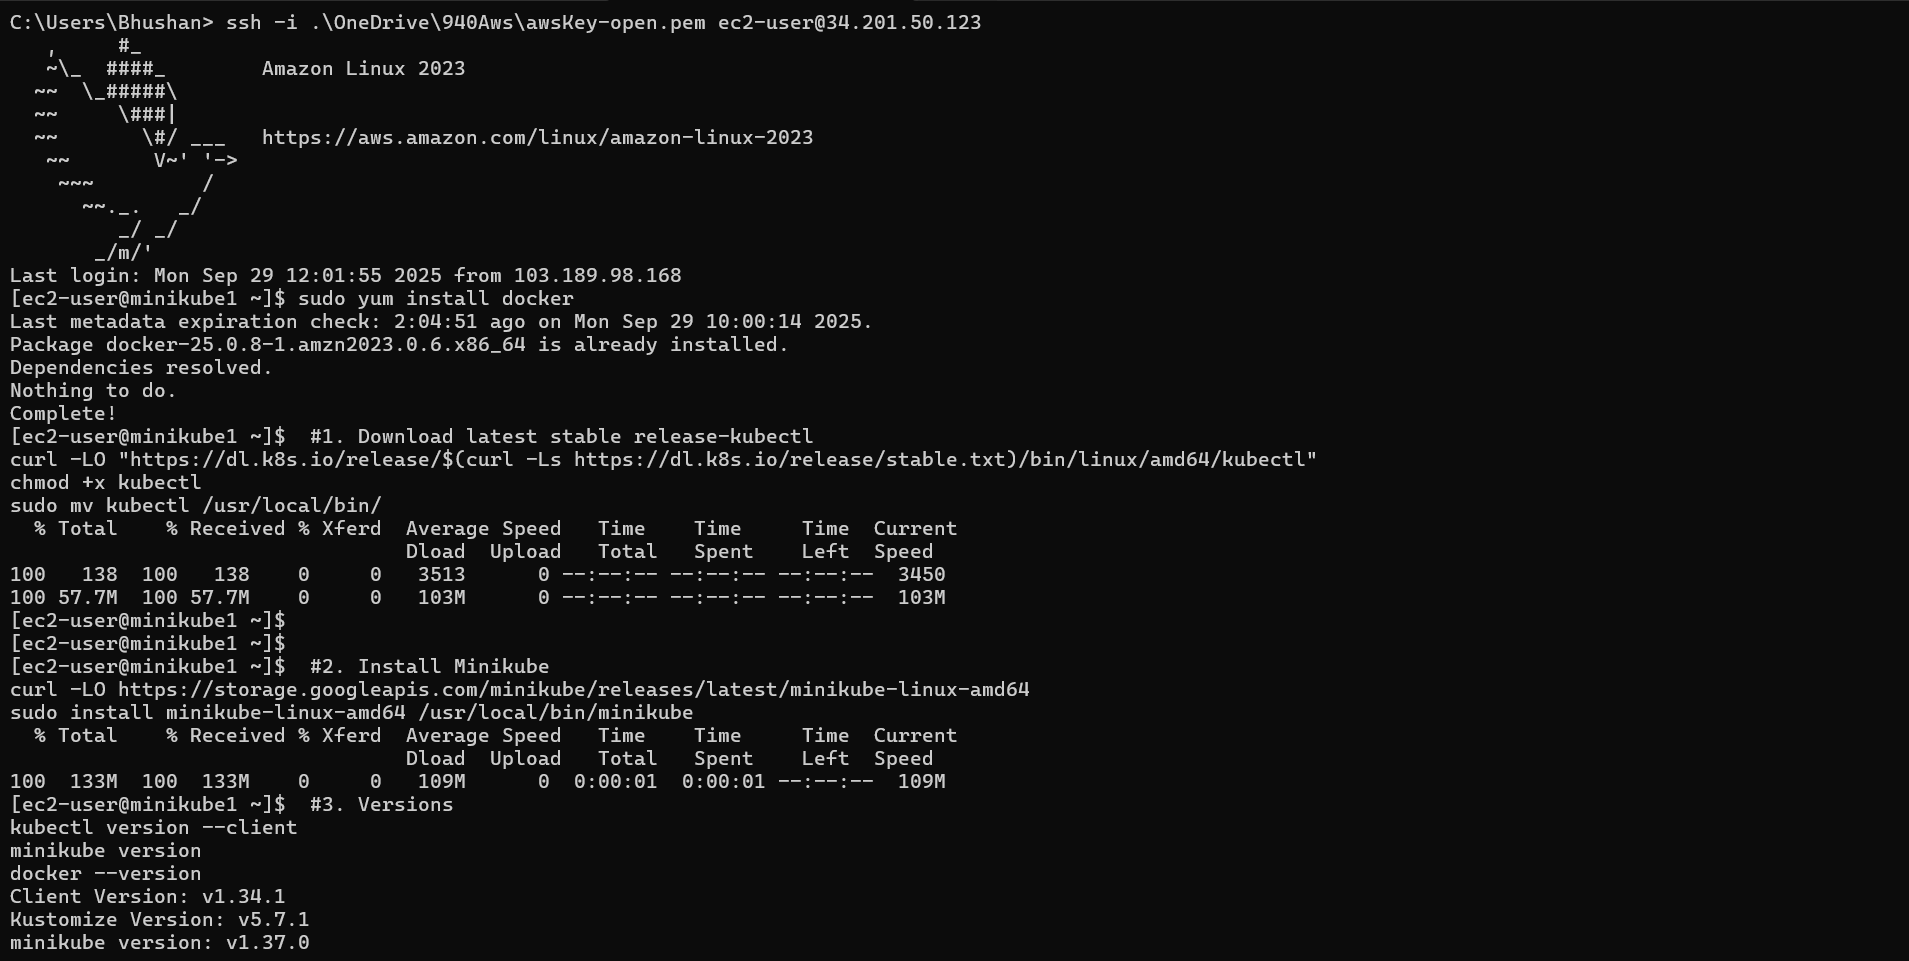 C:\Users\Bhushan> ssh -i .\OneDrive\940Aws\awsKey-open.pem ec2-user@34.201.50.123
   ,     #_
   ~\_  ####_        Amazon Linux 2023
  ~~  \_#####\
  ~~     \###|
  ~~       \#/ ___   https://aws.amazon.com/linux/amazon-linux-2023
   ~~       V~' '->
    ~~~         /
      ~~._.   _/
         _/ _/
       _/m/'
Last login: Mon Sep 29 12:01:55 2025 from 103.189.98.168
[ec2-user@minikube1 ~]$ sudo yum install docker
Last metadata expiration check: 2:04:51 ago on Mon Sep 29 10:00:14 2025.
Package docker-25.0.8-1.amzn2023.0.6.x86_64 is already installed.
Dependencies resolved.
Nothing to do.
Complete!
[ec2-user@minikube1 ~]$  #1. Download latest stable release-kubectl
curl -LO "https://dl.k8s.io/release/$(curl -Ls https://dl.k8s.io/release/stable.txt)/bin/linux/amd64/kubectl"
chmod +x kubectl
sudo mv kubectl /usr/local/bin/
  % Total    % Received % Xferd  Average Speed   Time    Time     Time  Current
                                 Dload  Upload   Total   Spent    Left  Speed
100   138  100   138    0     0   3513      0 --:--:-- --:--:-- --:--:--  3450
100 57.7M  100 57.7M    0     0   103M      0 --:--:-- --:--:-- --:--:--  103M
[ec2-user@minikube1 ~]$
[ec2-user@minikube1 ~]$
[ec2-user@minikube1 ~]$  #2. Install Minikube
curl -LO https://storage.googleapis.com/minikube/releases/latest/minikube-linux-amd64
sudo install minikube-linux-amd64 /usr/local/bin/minikube
  % Total    % Received % Xferd  Average Speed   Time    Time     Time  Current
                                 Dload  Upload   Total   Spent    Left  Speed
100  133M  100  133M    0     0   109M      0  0:00:01  0:00:01 --:--:--  109M
[ec2-user@minikube1 ~]$  #3. Versions
kubectl version --client
minikube version
docker --version
Client Version: v1.34.1
Kustomize Version: v5.7.1
minikube version: v1.37.0